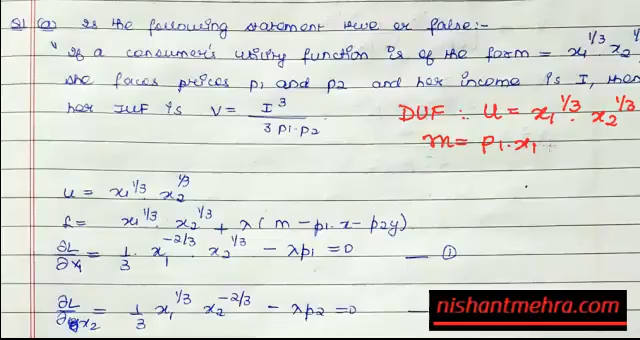 Q1 (a) Is the following statement true or false:-
"If a consumer's utility function is of the form = x₁^1/3 . x₂^1/
she faces prices p1 and p2 and her income is I, then
her IUF is V = I³ / 3 p1.p2
DUF : U = x₁^1/3 . x₂^1/3
m = p1.x1
u = x₁^1/3 . x₂^1/3
L = x₁^1/3 . x₂^1/3 + λ (m - p1.x - p2y)
∂L/∂x1 = 1/3 . x₁^-2/3 . x₂^1/3 - λp1 = 0 — ①
∂L/∂x2 = 1/3 x₁^1/3 x₂^-2/3 - λp2 = 0 —
nishantmehra.com